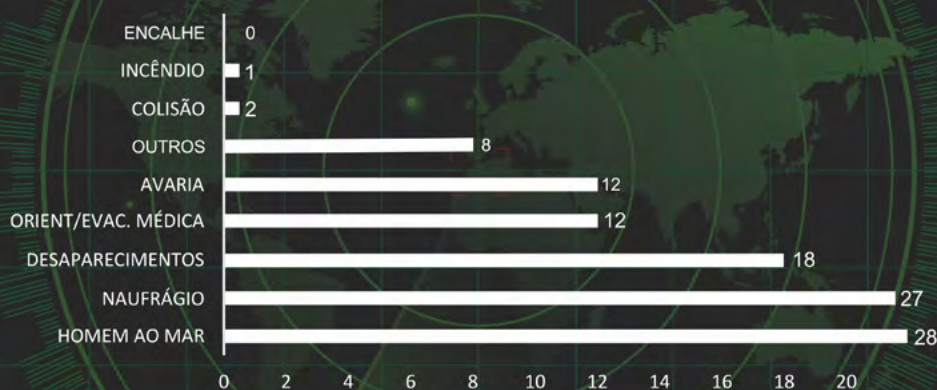 ENCALHE 0
INCÊNDIO 1
COLISÃO 2
OUTROS 8
AVARIA 12
ORIENT/EVAC. MÉDICA 12
DESAPARECIMENTOS 18
NAUFRÁGIO 27
HOMEM AO MAR 28
0 2 4 6 8 10 12 14 16 18 20